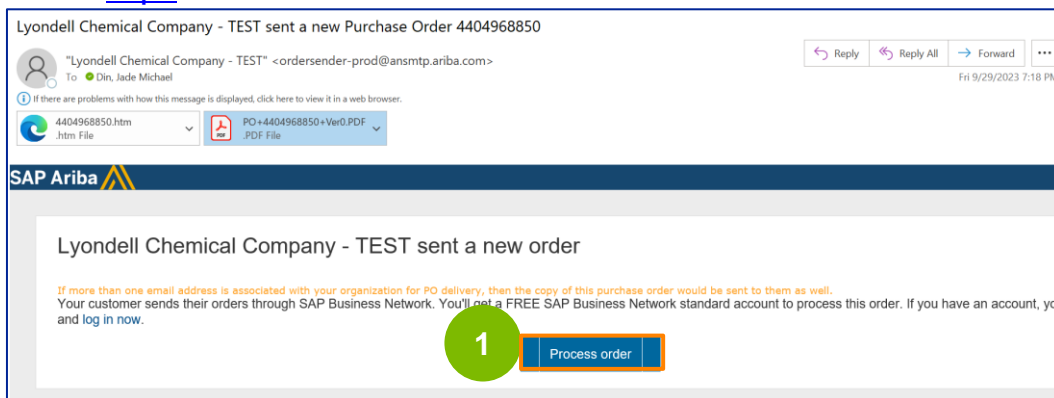 Lyondell Chemical Company - TEST sent a new Purchase Order 4404968850
"Lyondell Chemical Company - TEST" <ordersender-prod@ansmtp.ariba.com>
To Din, Jade Michael
Reply Reply All Forward
Fri 9/29/2023 7:18 PM
If there are problems with how this message is displayed, click here to view it in a web browser.
4404968850.htm
.htm File
PDF
PO+4404968850+Ver0.PDF
.PDF File
SAP Ariba
Lyondell Chemical Company - TEST sent a new order
If more than one email address is associated with your organization for PO delivery, then the copy of this purchase order would be sent to them as well.
Your customer sends their orders through SAP Business Network. You'll get a FREE SAP Business Network standard account to process this order. If you have an account,
and log in now.
1
Process order